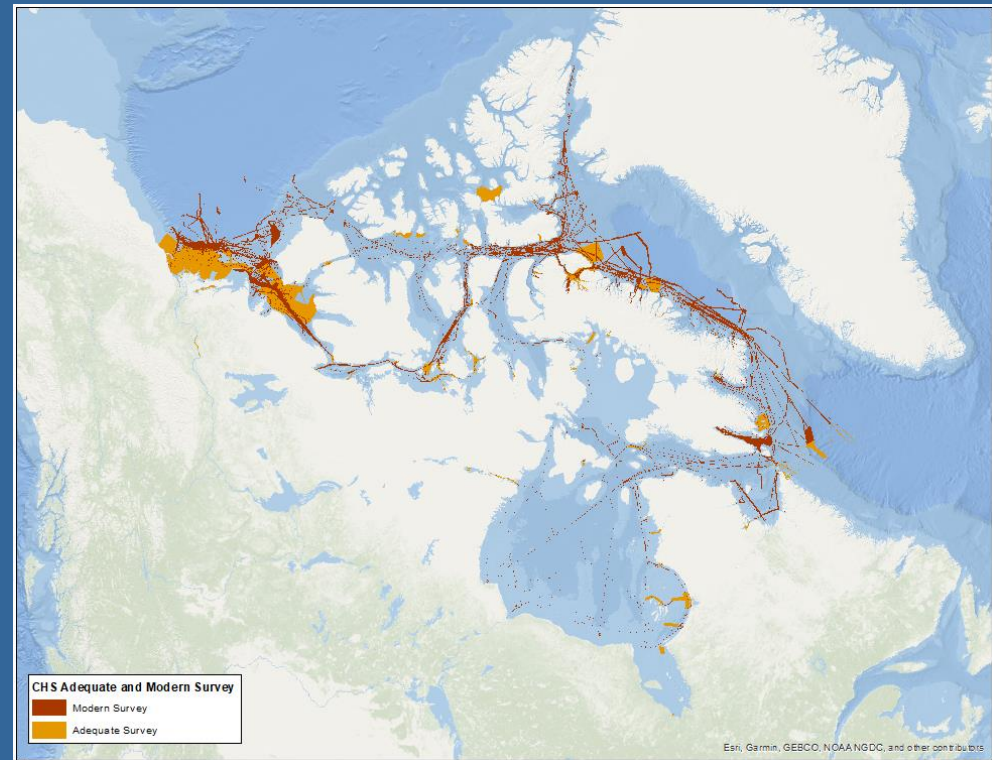 CHS Adequate and Modern Survey
Modern Survey
Adequate Survey
Esri, Garmin, GEBCO, NOAA NGDC, and other contributors